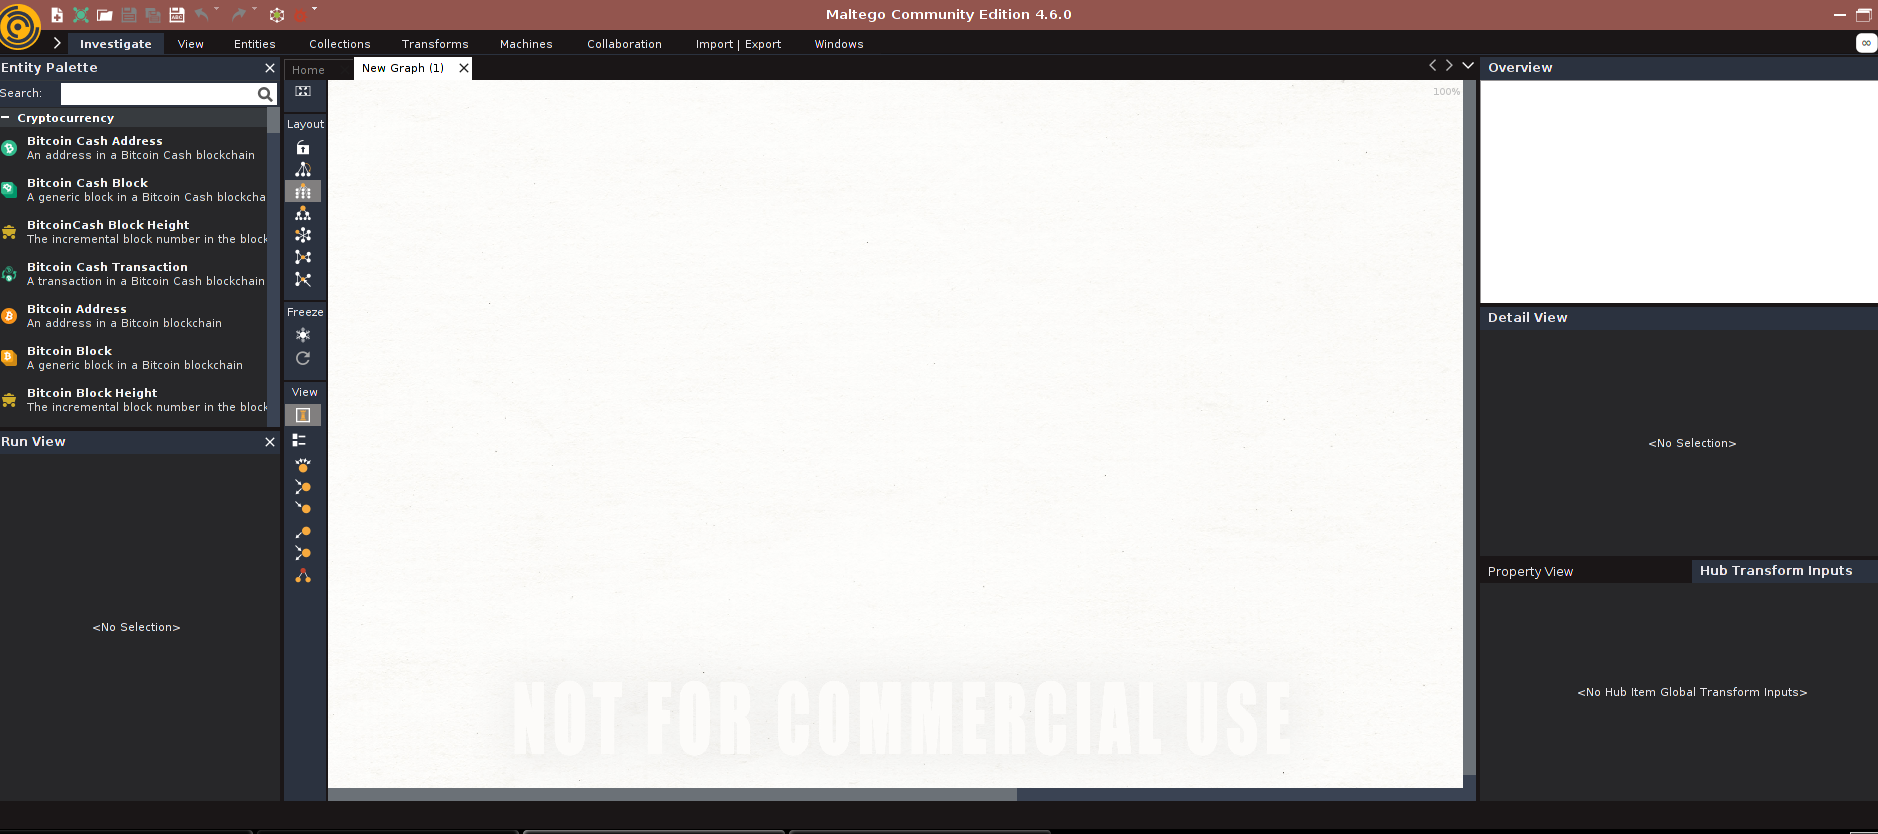 Maltego Community Edition 4.6.0
Investigate View Entities Collections Transforms Machines Collaboration Import | Export Windows
Entity Palette
Search:
Cryptocurrency
Bitcoin Cash Address
An address in a Bitcoin Cash blockchain
Bitcoin Cash Block
A generic block in a Bitcoin Cash blockcha
BitcoinCash Block Height
The incremental block number in the block
Bitcoin Cash Transaction
A transaction in a Bitcoin Cash blockchain
Bitcoin Address
An address in a Bitcoin blockchain
Bitcoin Block
A generic block in a Bitcoin blockchain
Bitcoin Block Height
The incremental block number in the block
Run View
<No Selection>
Home New Graph (1)
Layout
Freeze
View
100%
NOT FOR COMMERCIAL USE
Overview
Detail View
<No Selection>
Property View Hub Transform Inputs
<No Hub Item Global Transform Inputs>